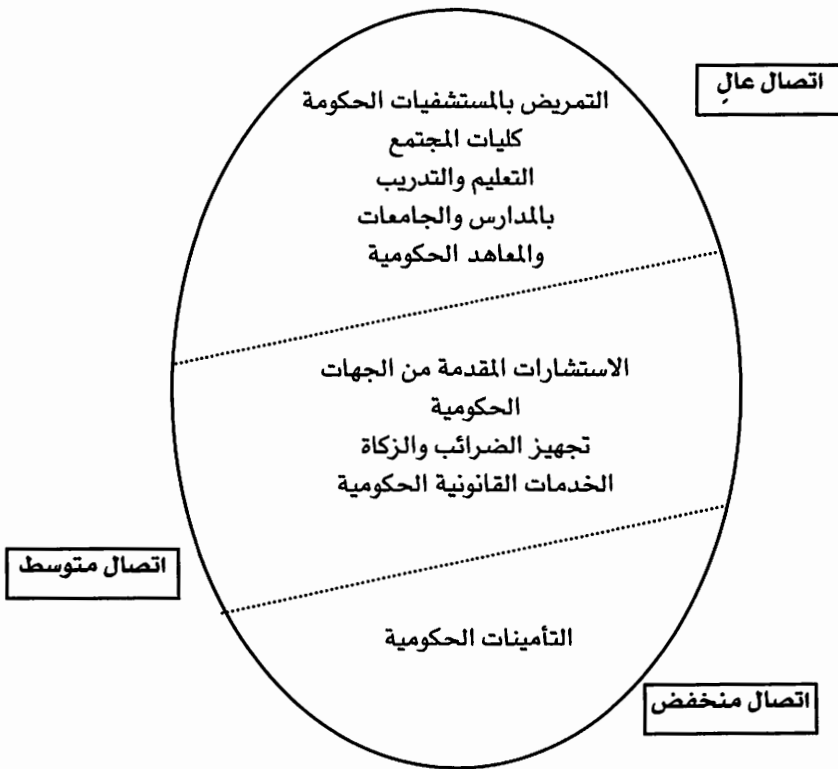 اتصال عالِ
التمريض بالمستشفيات الحكومة
كليات المجتمع
التعليم والتدريب
بالمدارس والجامعات
والمعاهد الحكومية
الاستشارات المقدمة من الجهات
الحكومية
تجهيز الضرائب والزكاة
الخدمات القانونية الحكومية
اتصال متوسط
التأمينات الحكومية
اتصال منخفض